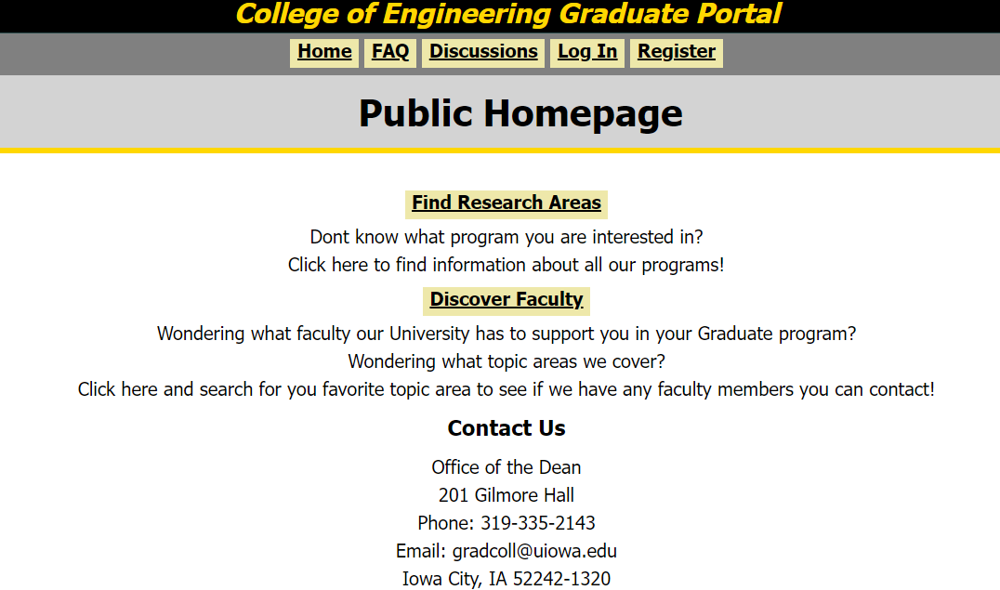 College of Engineering Graduate Portal
Home FAQ Discussions Log In Register
Public Homepage
Find Research Areas
Dont know what program you are interested in?
Click here to find information about all our programs!
Discover Faculty
Wondering what faculty our University has to support you in your Graduate program?
Wondering what topic areas we cover?
Click here and search for you favorite topic area to see if we have any faculty members you can contact!
Contact Us
Office of the Dean
201 Gilmore Hall
Phone: 319-335-2143
Email: gradcoll@uiowa.edu
Iowa City, IA 52242-1320